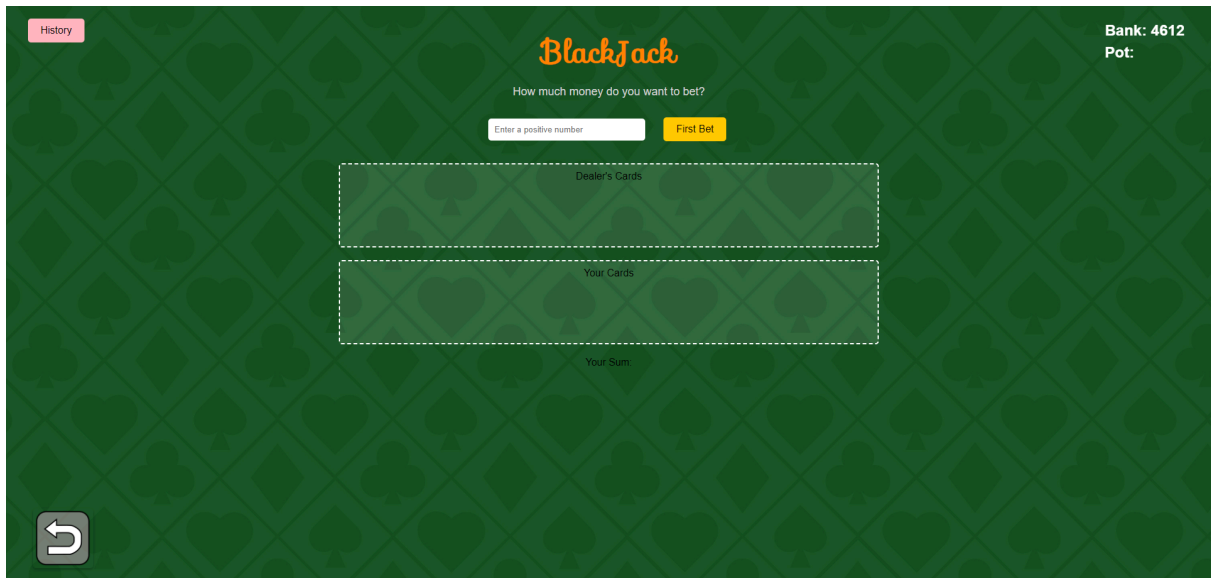 History
BlackJack
Bank: 4612
Pot:
How much money do you want to bet?
Enter a positive number
First Bet
Dealer's Cards
Your Cards
Your Sum: